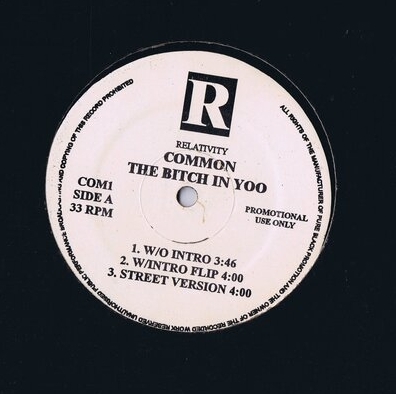 R
RELATIVITY
COMMON
THE BITCH IN YOO
COM1
SIDE A
33 RPM
PROMOTIONAL
USE ONLY
1. W/O INTRO 3:46
2. W/INTRO FLIP 4:00
3. STREET VERSION 4:00
ALL RIGHTS OF THE MANUFACTURER OF PURE BLACK PROMOTION AND THE OWNER OF THE RECORDED WORK RESERVED UNAUTHORISED PUBLIC PERFORMANCE BROADCASTING AND COPYING OF THIS RECORD PROHIBITED